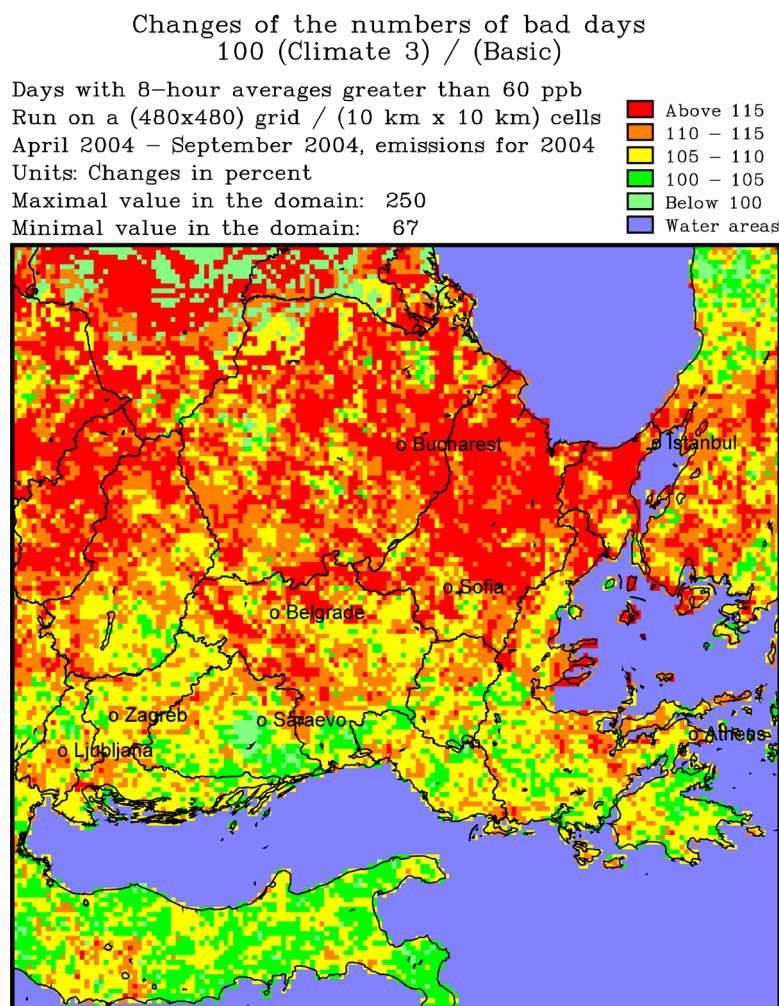 Changes of the numbers of bad days
100 (Climate 3) / (Basic)
Days with 8-hour averages greater than 60 ppb
Run on a (480x480) grid / (10 km x 10 km) cells
April 2004 - September 2004, emissions for 2004
Units: Changes in percent
Maximal value in the domain: 250
Minimal value in the domain: 67
Above 115
110 - 115
105 - 110
100 - 105
Below 100
Water areas
o Bucharest
o Istanbul
o Sofia
o Belgrade
o Zagreb
o Saraevo
o Athens
o Ljubljana